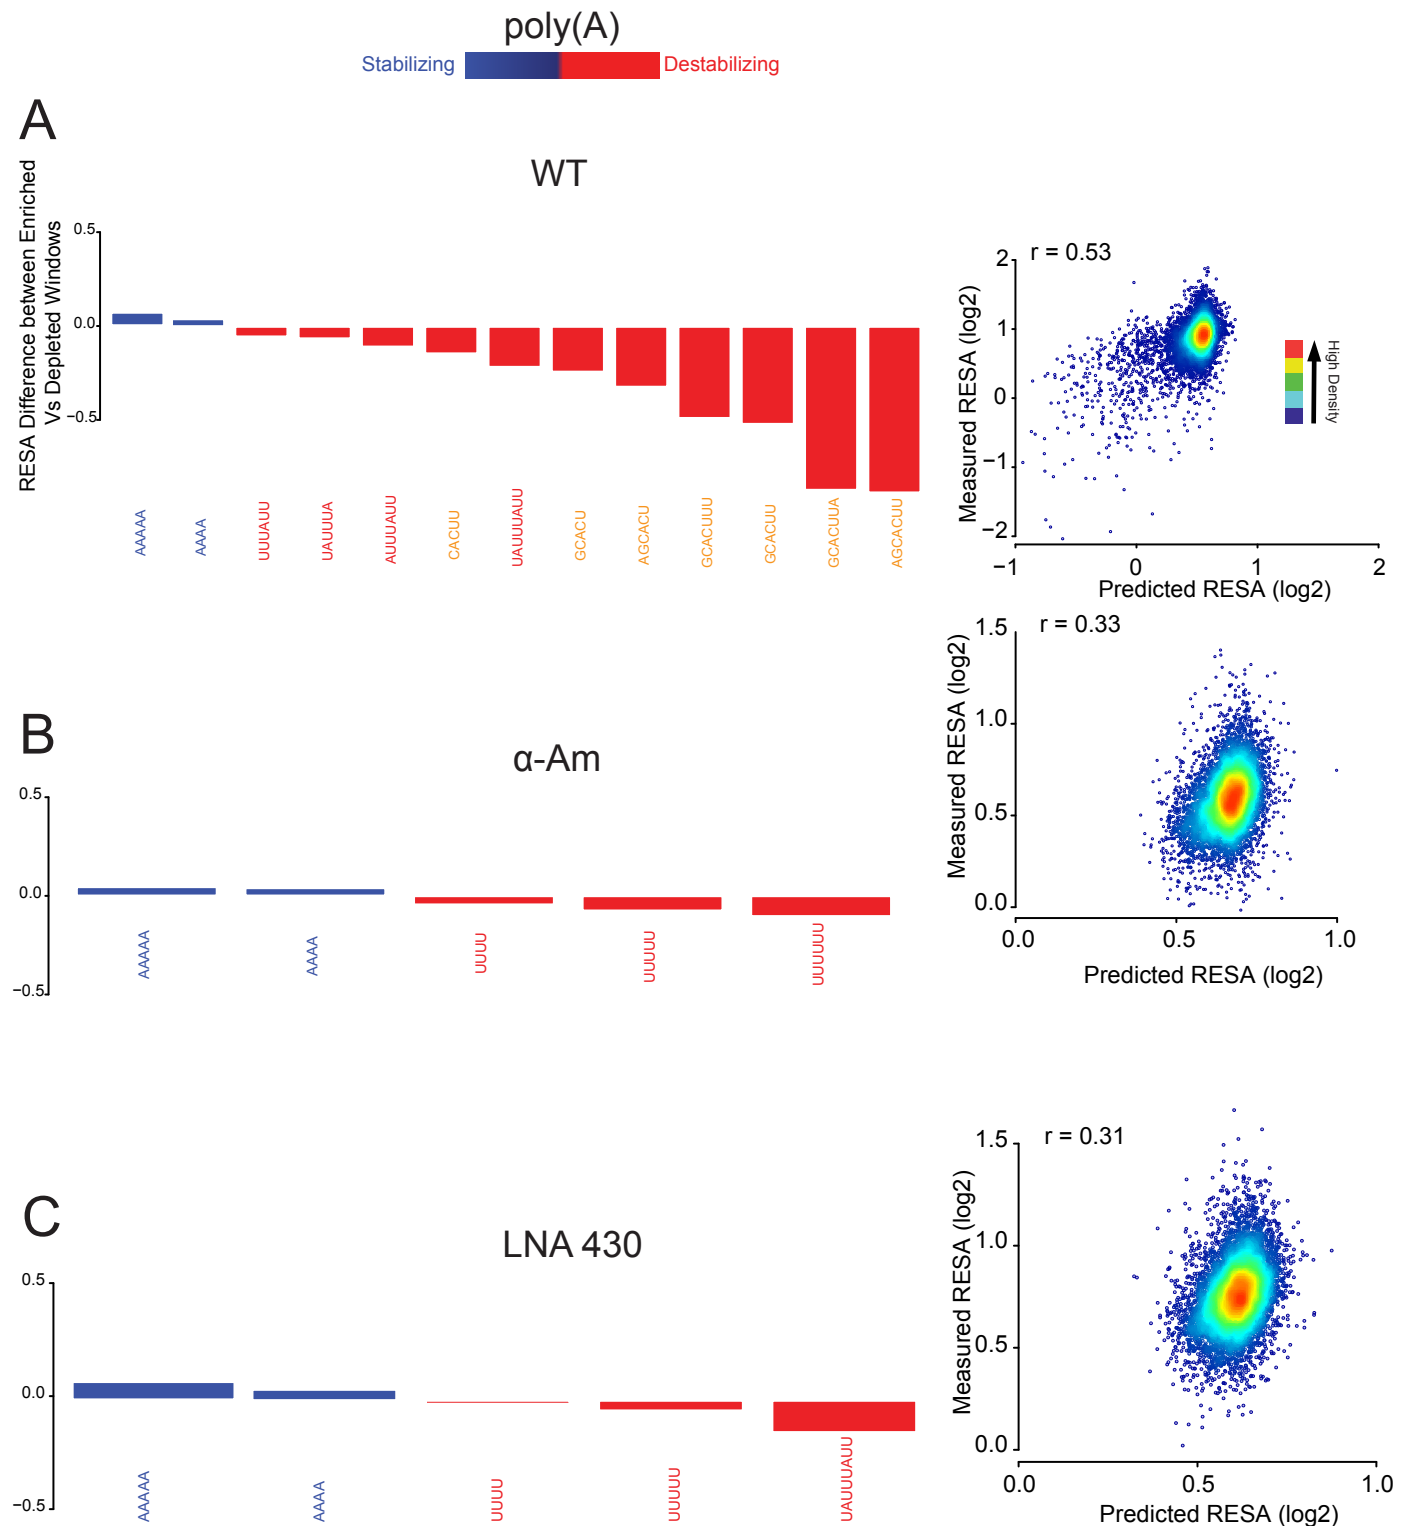 poly(A)
Stabilizing
Destabilizing
A
WT
RESA Difference between Enriched
Vs Depleted Windows
0.5
0.0
−0.5
AAAAA
AAAA
UUUAUU
UAUUUA
AUUUAUU
CACUU
UAUUUAUU
GCACU
AGCACU
GCACUUU
GCACUU
GCACUUA
AGCACUU
r = 0.53
Measured RESA (log2)
2
1
0
−1
−2
High Density
−1
0
1
2
Predicted RESA (log2)
B
α-Am
0.5
0.0
−0.5
AAAAA
AAAA
UUUU
UUUUU
UUUUUU
r = 0.33
Measured RESA (log2)
1.5
1.0
0.5
0.0
0.0
0.5
1.0
Predicted RESA (log2)
C
LNA 430
0.5
0.0
−0.5
AAAAA
AAAA
UUUU
UUUUU
UAUUUAUU
r = 0.31
Measured RESA (log2)
1.5
1.0
0.5
0.0
0.0
0.5
1.0
Predicted RESA (log2)